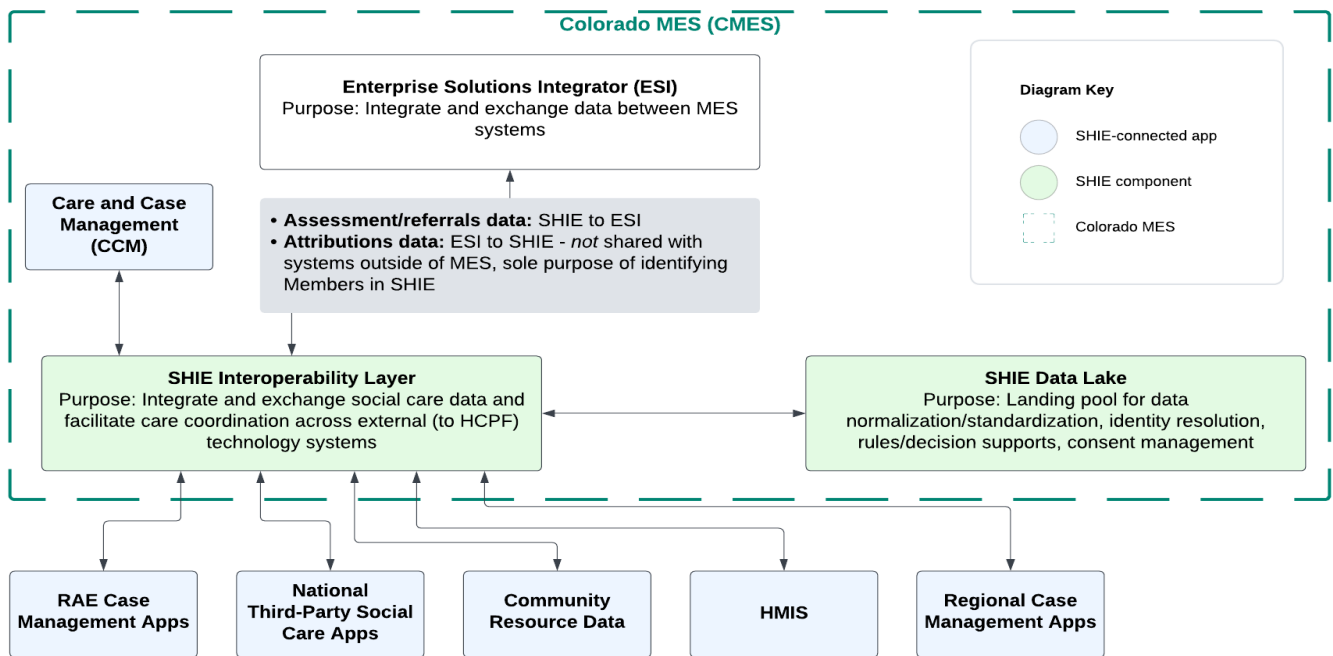 Colorado MES (CMES)
Enterprise Solutions Integrator (ESI)
Purpose: Integrate and exchange data between MES
systems
Diagram Key
SHIE-connected app
SHIE component
Colorado MES
Care and Case
Management
(CCM)
• Assessment/referrals data: SHIE to ESI
• Attributions data: ESI to SHIE - not shared with
systems outside of MES, sole purpose of identifying
Members in SHIE
SHIE Interoperability Layer
Purpose: Integrate and exchange social care data and
facilitate care coordination across external (to HCPF)
technology systems
SHIE Data Lake
Purpose: Landing pool for data
normalization/standardization, identity resolution,
rules/decision supports, consent management
RAE Case
Management Apps
National
Third-Party Social
Care Apps
Community
Resource Data
HMIS
Regional Case
Management Apps